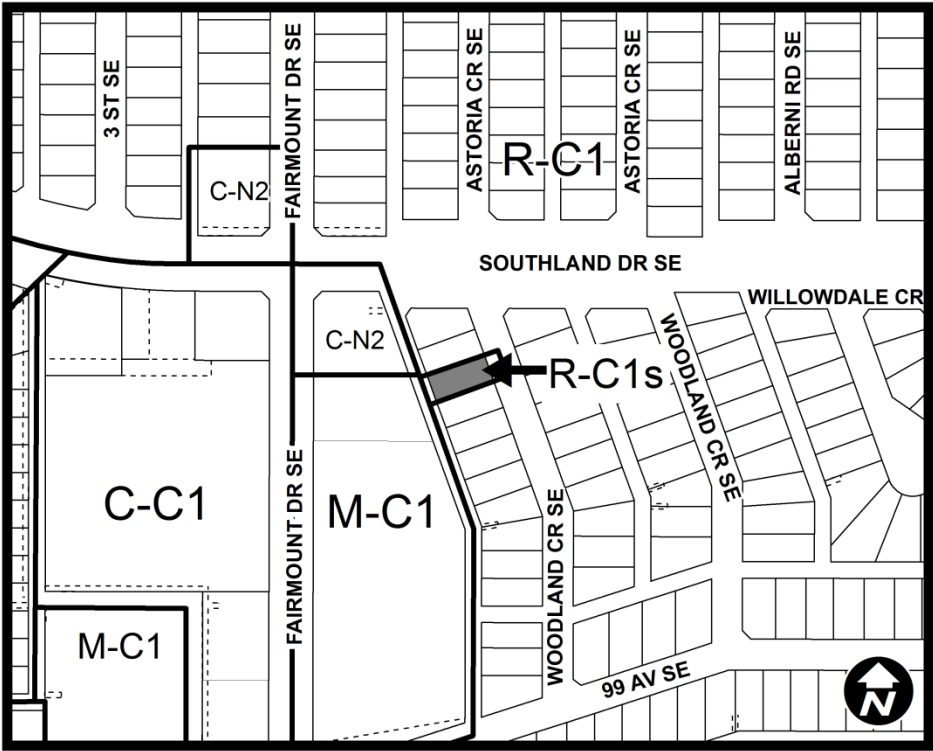 3 ST SE
FAIRMOUNT DR SE
ASTORIA CR SE
ASTORIA CR SE
ALBERNI RD SE
R-C1
C-N2
SOUTHLAND DR SE
WILLOWDALE CR
C-N2
R-C1s
WOODLAND CR SE
C-C1
M-C1
FAIRMOUNT DR SE
WOODLAND CR SE
M-C1
99 AV SE
N